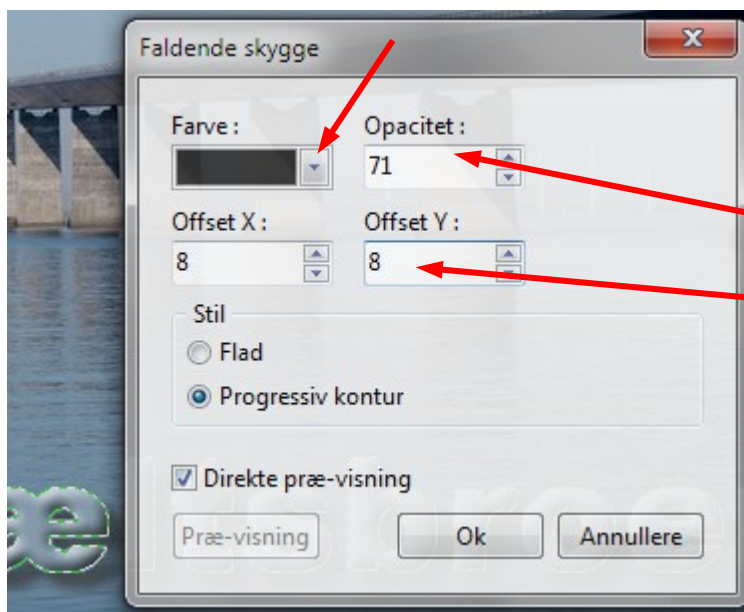 Faldende skygge
Farve :
Opacitet :
71
Offset X :
Offset Y :
8
8
Stil
Flad
Progressiv kontur
Direkte præ-visning
æltsbroe
Præ-visning
Ok
Annullere